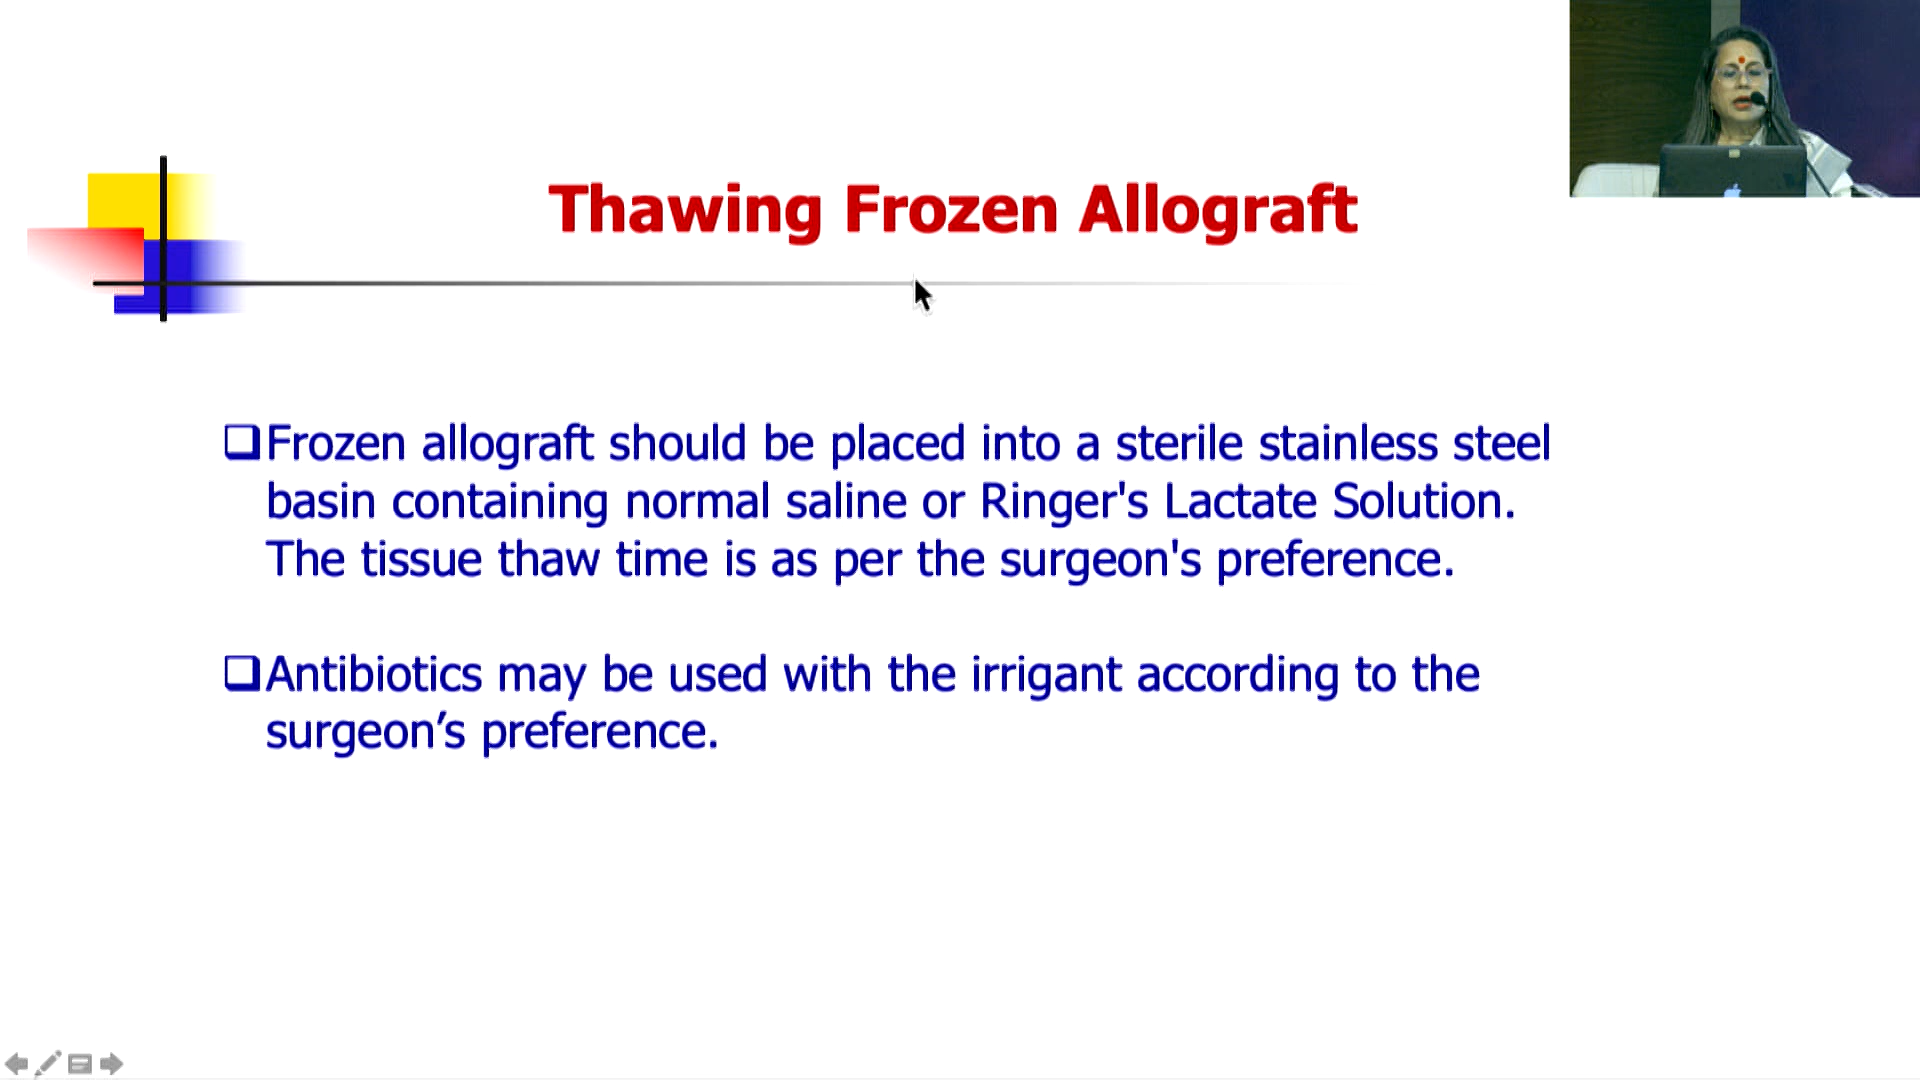 Thawing Frozen Allograft
Frozen allograft should be placed into a sterile stainless steel
basin containing normal saline or Ringer's Lactate Solution.
The tissue thaw time is as per the surgeon's preference.
Antibiotics may be used with the irrigant according to the
surgeon’s preference.